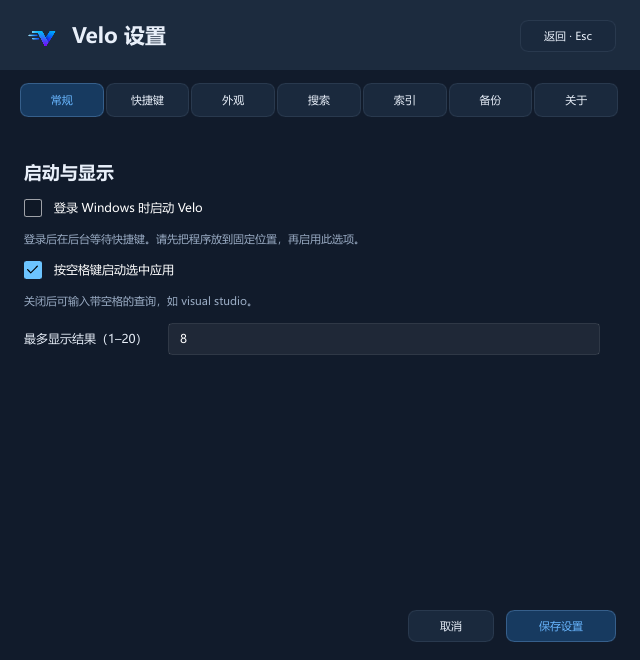 Velo 设置
返回 · Esc
常规
快捷键
外观
搜索
索引
备份
关于
启动与显示
登录 Windows 时启动 Velo
登录后在后台等待快捷键。请先把程序放到固定位置，再启用此选项。
按空格键启动选中应用
关闭后可输入带空格的查询，如 visual studio。
最多显示结果（1–20）
8
取消
保存设置